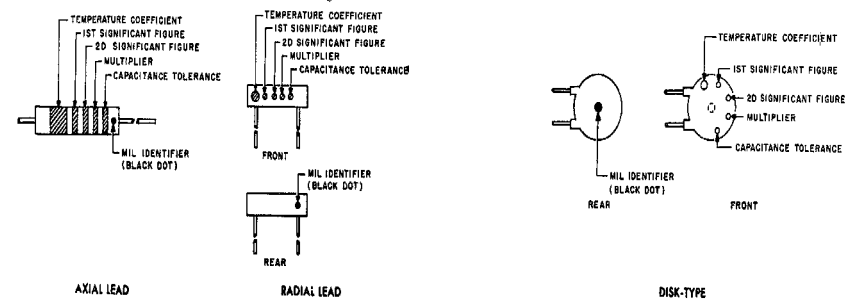 TEMPERATURE COEFFICIENT
1ST SIGNIFICANT FIGURE
2D SIGNIFICANT FIGURE
MULTIPLIER
CAPACITANCE TOLERANCE
MIL IDENTIFIER
(BLACK DOT)
AXIAL LEAD
TEMPERATURE COEFFICIENT
1ST SIGNIFICANT FIGURE
2D SIGNIFICANT FIGURE
MULTIPLIER
CAPACITANCE TOLERANCE
FRONT
MIL IDENTIFIER
(BLACK DOT)
REAR
RADIAL LEAD
MIL IDENTIFIER
(BLACK DOT)
REAR
TEMPERATURE COEFFICIENT
1ST SIGNIFICANT FIGURE
2D SIGNIFICANT FIGURE
MULTIPLIER
CAPACITANCE TOLERANCE
FRONT
DISK-TYPE